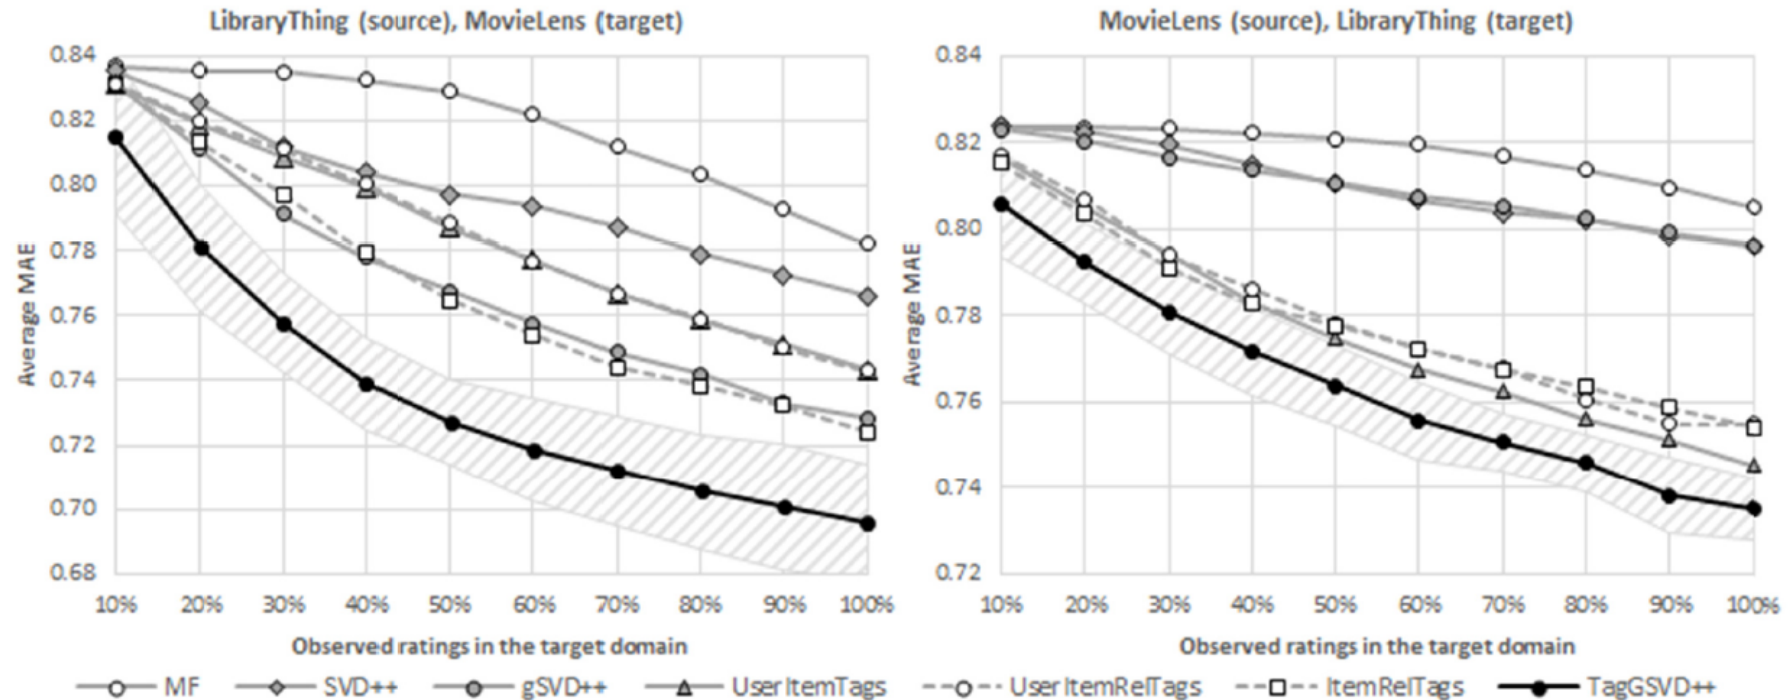 LibraryThing (source), MovieLens (target)
0.84
0.82
0.80
0.78
0.76
0.74
0.72
0.70
0.68
Average MAE
10% 20% 30% 40% 50% 60% 70% 80% 90% 100%
Observed ratings in the target domain
MovieLens (source), LibraryThing (target)
0.84
0.82
0.80
0.78
0.76
0.74
0.72
Average MAE
10% 20% 30% 40% 50% 60% 70% 80% 90% 100%
Observed ratings in the target domain
MF SVD++ gSVD++ UserItemTags UserItemRelTags ItemRelTags TagGSVD++